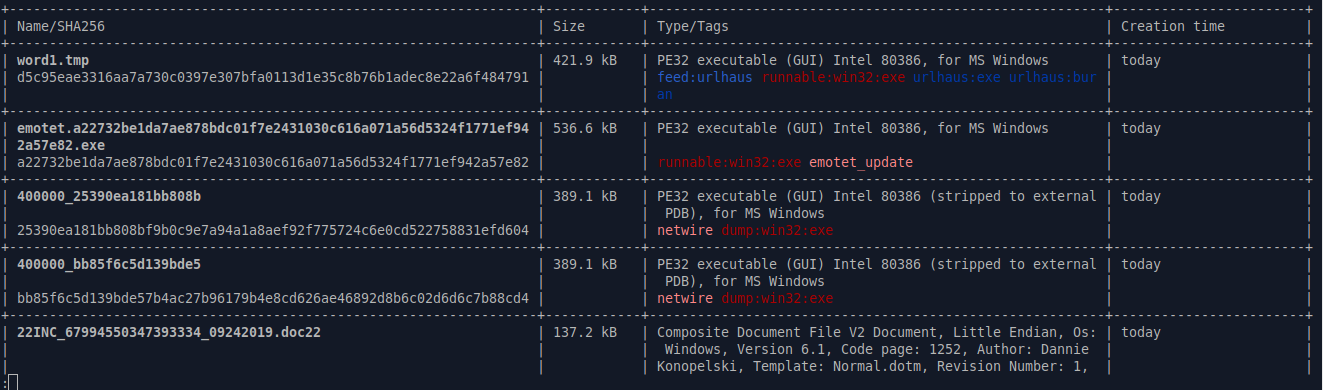 Name/SHA256 | Size | Type/Tags | Creation time
word1.tmp | 421.9 kB | PE32 executable (GUI) Intel 80386, for MS Windows | today
d5c95eae3316aa7a730c0397e307bfa0113d1e35c8b76b1adec8e22a6f484791 | | feed:urlhaus runnable:win32:exe urlhaus:exe urlhaus:bur
an
emotet.a22732be1da7ae878bdc01f7e2431030c616a071a56d5324f1771ef94 | 536.6 kB | PE32 executable (GUI) Intel 80386, for MS Windows | today
2a57e82.exe
a22732be1da7ae878bdc01f7e2431030c616a071a56d5324f1771ef942a57e82 | | runnable:win32:exe emotet_update
400000_25390ea181bb808b | 389.1 kB | PE32 executable (GUI) Intel 80386 (stripped to external | today
PDB), for MS Windows
25390ea181bb808bf9b0c9e7a94a1a8aef92f775724c6e0cd522758831efd604 | | netwire dump:win32:exe
400000_bb85f6c5d139bde5 | 389.1 kB | PE32 executable (GUI) Intel 80386 (stripped to external | today
PDB), for MS Windows
bb85f6c5d139bde57b4ac27b96179b4e8cd626ae46892d8b6c02d6d6c7b88cd4 | | netwire dump:win32:exe
22INC_67994550347393334_09242019.doc22 | 137.2 kB | Composite Document File V2 Document, Little Endian, Os: | today
Windows, Version 6.1, Code page: 1252, Author: Dannie
Konopelski, Template: Normal.dotm, Revision Number: 1,
: